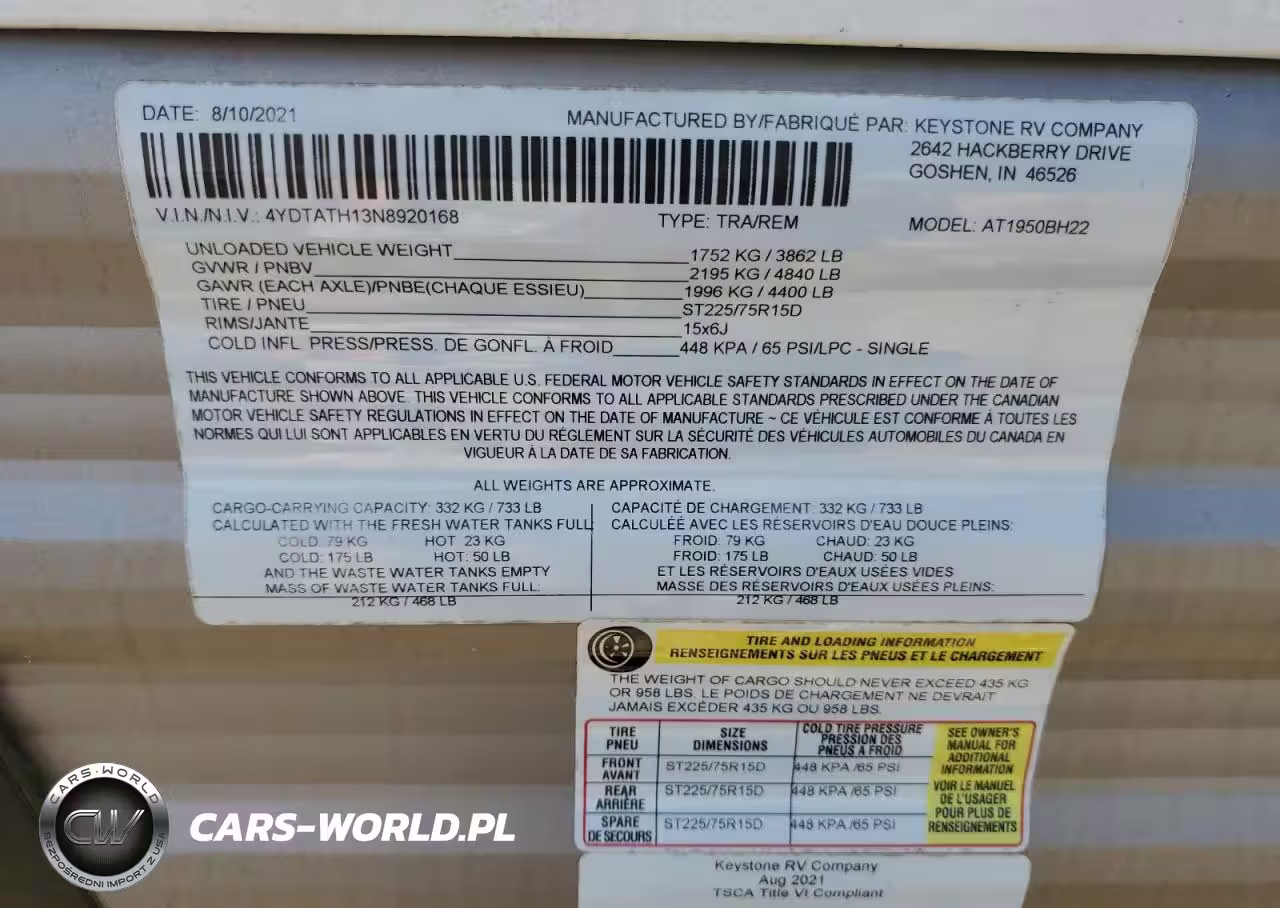 DATE: 8/10/2021
MANUFACTURED BY/FABRIQUÉ PAR: KEYSTONE RV COMPANY
2642 HACKBERRY DRIVE
GOSHEN, IN 46526
V.I.N./N.I.V.: 4YDTATH13N8920168 TYPE: TRA/REM MODEL: AT1950BH22
UNLOADED VEHICLE WEIGHT 1752 KG / 3862 LB
GVWR / PNBV 2195 KG / 4840 LB
GAWR (EACH AXLE)/PNBE(CHAQUE ESSIEU) 1996 KG / 4400 LB
TIRE / PNEU ST225/75R15D
RIMS/JANTE 15x6J
COLD INFL. PRESS/PRESS. DE GONFL. À FROID 448 KPA / 65 PSI/LPC - SINGLE
THIS VEHICLE CONFORMS TO ALL APPLICABLE U.S. FEDERAL MOTOR VEHICLE SAFETY STANDARDS IN EFFECT ON THE DATE OF
MANUFACTURE SHOWN ABOVE. THIS VEHICLE CONFORMS TO ALL APPLICABLE STANDARDS PRESCRIBED UNDER THE CANADIAN
MOTOR VEHICLE SAFETY REGULATIONS IN EFFECT ON THE DATE OF MANUFACTURE ~ CE VÉHICULE EST CONFORME À TOUTES LES
NORMES QUI LUI SONT APPLICABLES EN VERTU DU RÉGLEMENT SUR LA SÉCURITÉ DES VÉHICULES AUTOMOBILES DU CANADA EN
VIGUEUR À LA DATE DE SA FABRICATION.
ALL WEIGHTS ARE APPROXIMATE.
CARGO-CARRYING CAPACITY: 332 KG / 733 LB
CALCULATED WITH THE FRESH WATER TANKS FULL
COLD: 79 KG HOT: 23 KG
COLD: 175 LB HOT: 50 LB
AND THE WASTE WATER TANKS EMPTY
MASS OF WASTE WATER TANKS FULL:
212 KG / 468 LB
CAPACITÉ DE CHARGEMENT: 332 KG / 733 LB
CALCULÉE AVEC LES RÉSERVOIRS D'EAU DOUCE PLEINS:
FROID: 79 KG CHAUD: 23 KG
FROID: 175 LB CHAUD: 50 LB
ET LES RÉSERVOIRS D'EAUX USÉES VIDES
MASSE DES RÉSERVOIRS D'EAUX USÉES PLEINS:
212 KG / 468 LB
TIRE AND LOADING INFORMATION
RENSEIGNEMENTS SUR LES PNEUS ET LE CHARGEMENT
THE WEIGHT OF CARGO SHOULD NEVER EXCEED 435 KG
OR 958 LBS. LE POIDS DE CHARGEMENT NE DEVRAIT
JAMAIS EXCÉDER 435 KG OU 958 LBS.
TIRE SIZE COLD TIRE PRESSURE
PNEU DIMENSIONS PRESSION DES
PNEUS A FROID
FRONT ST225/75R15D 448 KPA /65 PSI
AVANT
REAR ST225/75R15D 448 KPA /65 PSI
ARRIÈRE
SPARE ST225/75R15D 448 KPA /65 PSI
DE SECOURS
SEE OWNER'S
MANUAL FOR
ADDITIONAL
INFORMATION
VOIR LE MANUEL
DE L'USAGER
POUR PLUS DE
RENSEIGNEMENTS
Keystone RV Company
Aug 2021
TSCA Title VI Compliant
CARS-WORLD
CW
BEZPOŚREDNI IMPORT Z USA
CARS-WORLD.PL